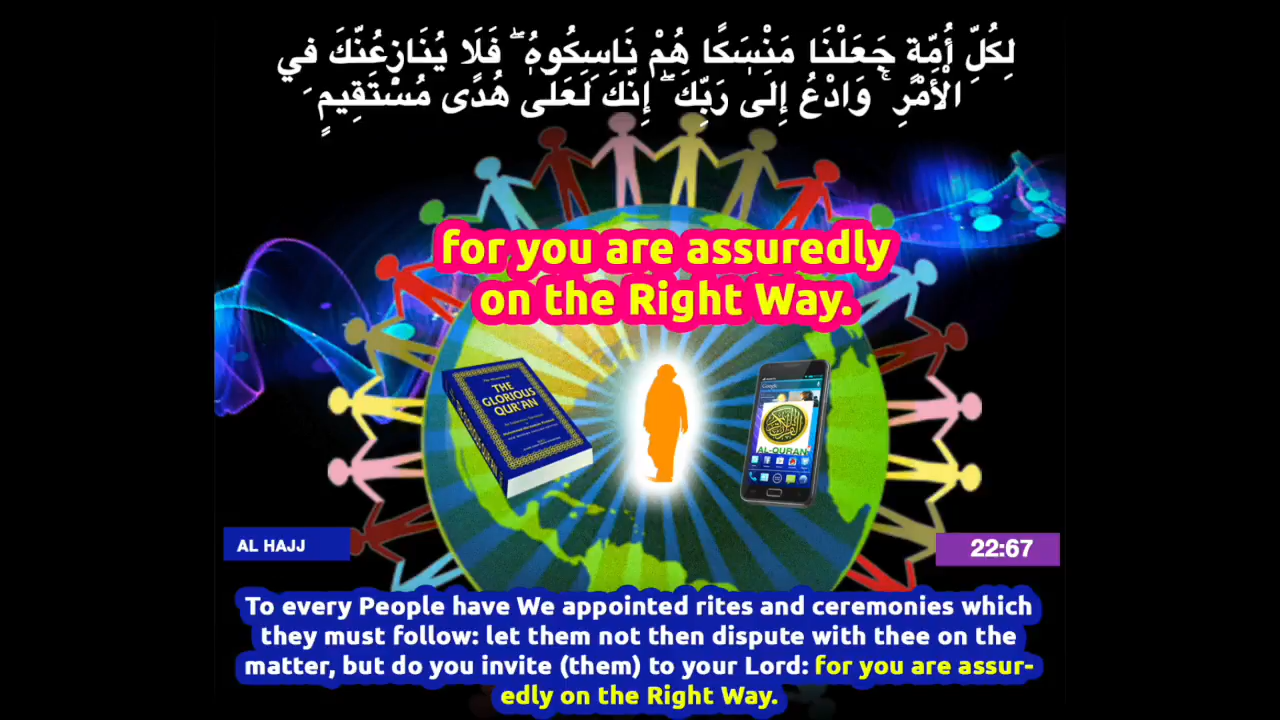 لِكُلِّ أُمَّةٍ جَعَلْنَا مَنْسَكًا هُمْ نَاسِكُوهُ ۖ فَلَا يُنَازِعُنَّكَ فِي
الْأَمْرِ ۚ وَادْعُ إِلَى رَبِّكَ ۖ إِنَّكَ لَعَلَى هُدًى مُسْتَقِيمٍ
for you are assuredly
on the Right Way.
THE
GLORIOUS
QUR'AN
Google
AL-QURAN
AL HAJJ
22:67
To every People have We appointed rites and ceremonies which
they must follow: let them not then dispute with thee on the
matter, but do you invite (them) to your Lord: for you are assur-
edly on the Right Way.